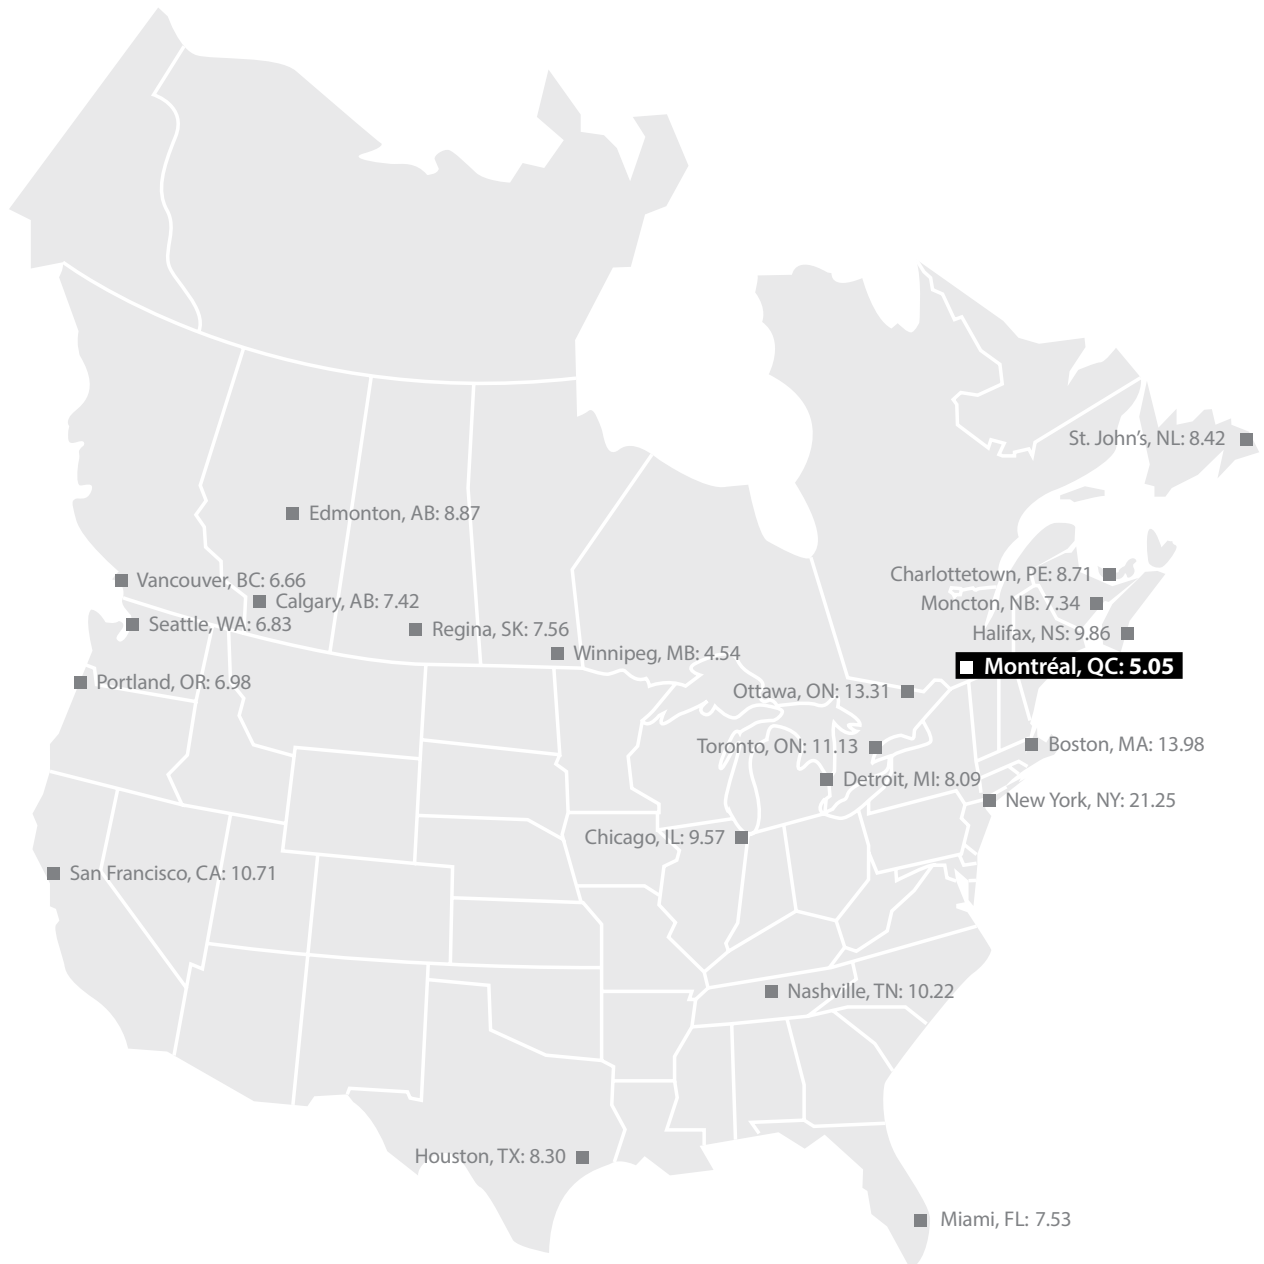 St. John’s, NL: 8.42
Edmonton, AB: 8.87
Charlottetown, PE: 8.71
Vancouver, BC: 6.66
Calgary, AB: 7.42
Moncton, NB: 7.34
Seattle, WA: 6.83
Regina, SK: 7.56
Halifax, NS: 9.86
Winnipeg, MB: 4.54
Montréal, QC: 5.05
Portland, OR: 6.98
Ottawa, ON: 13.31
Toronto, ON: 11.13
Boston, MA: 13.98
Detroit, MI: 8.09
New York, NY: 21.25
Chicago, IL: 9.57
San Francisco, CA: 10.71
Nashville, TN: 10.22
Houston, TX: 8.30
Miami, FL: 7.53